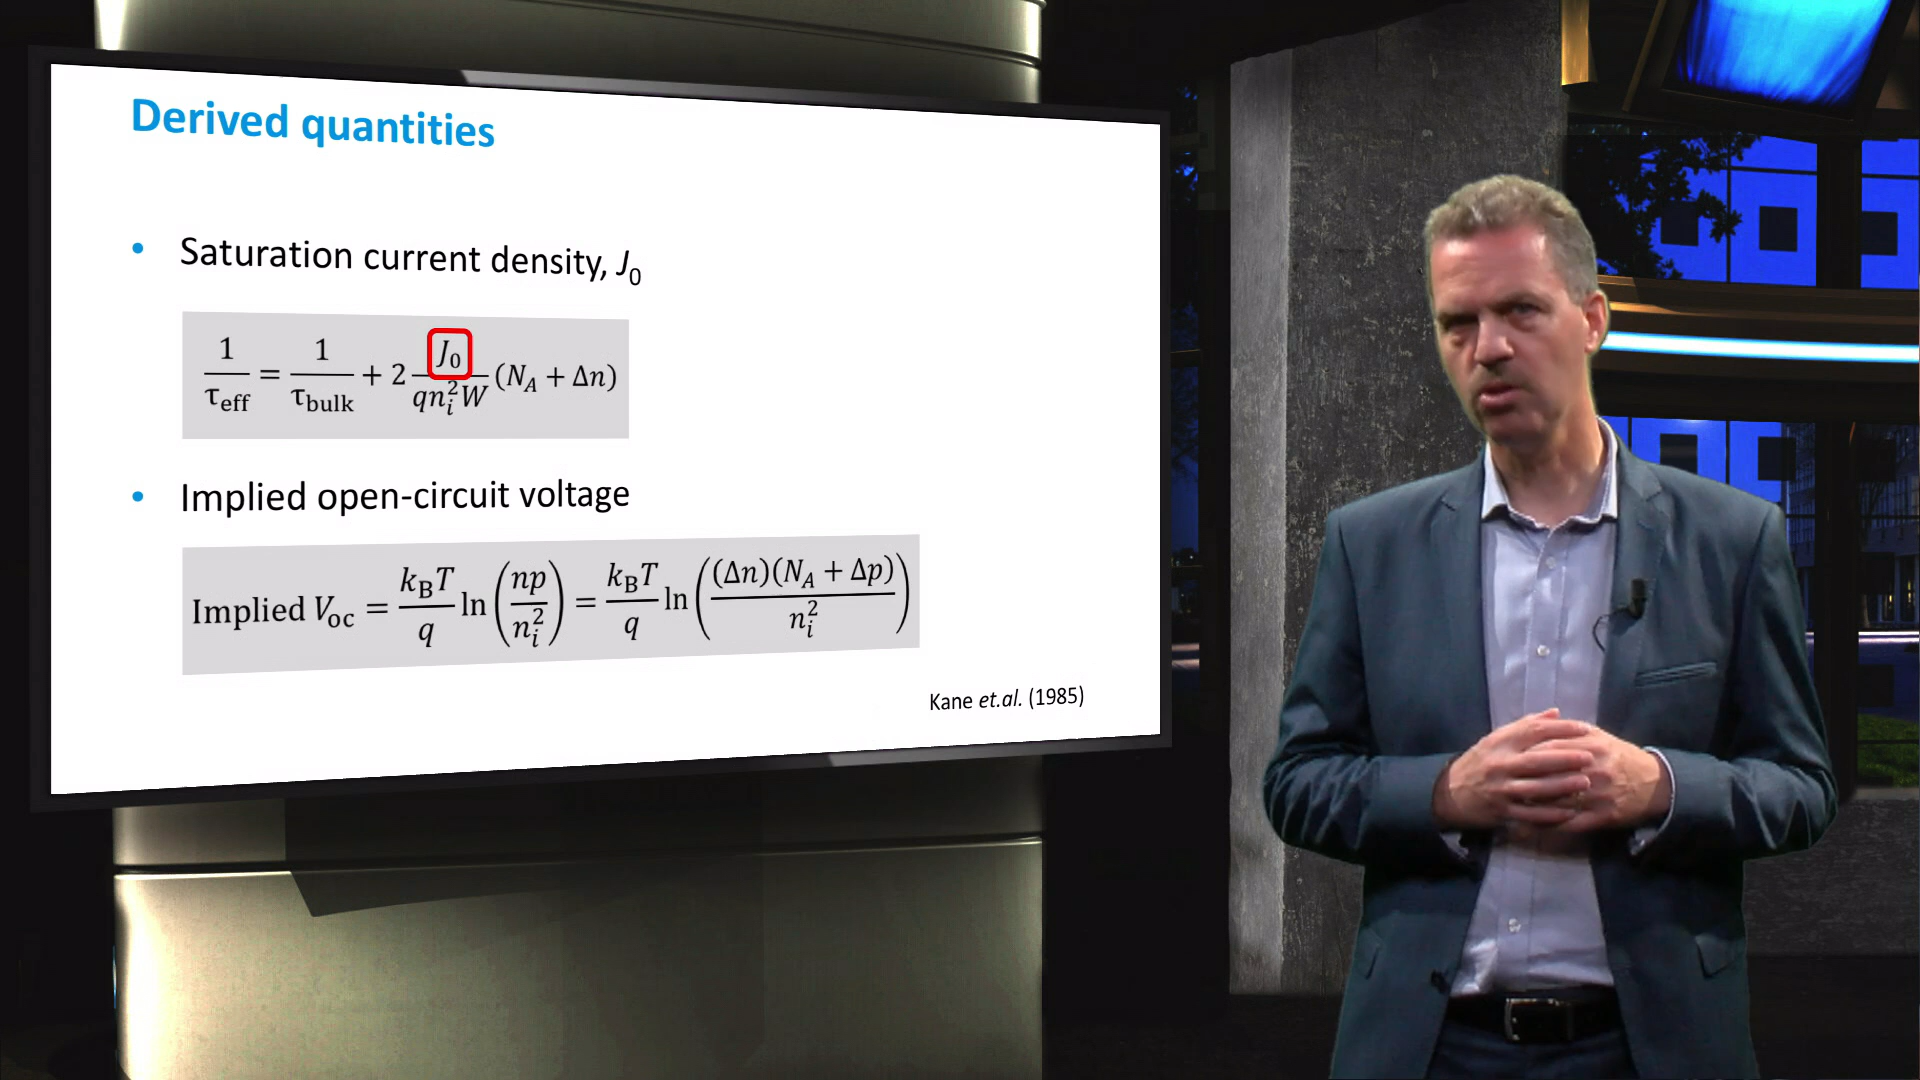 Derived quantities
• Saturation current density, J₀
1/τ_eff = 1/τ_bulk + 2 J₀/(qn_i²W) (N_A + Δn)
• Implied open-circuit voltage
Implied V_oc = k_BT/q ln(np/n_i²) = k_BT/q ln((Δn)(N_A + Δp)/n_i²)
Kane et.al. (1985)